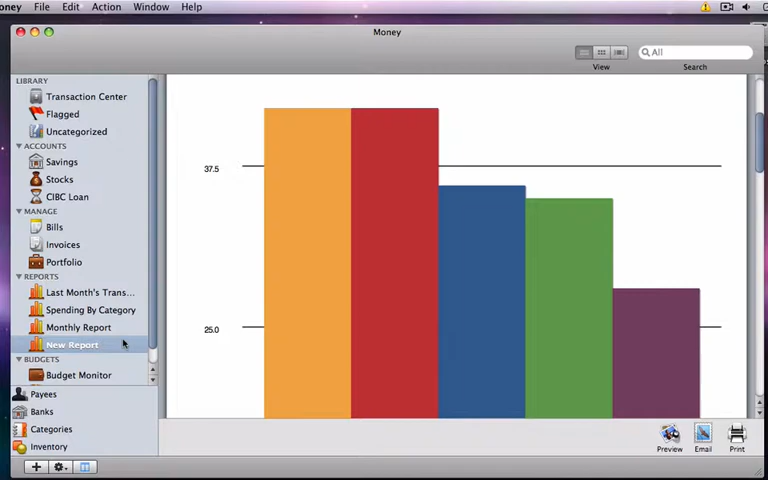 oney File Edit Action Window Help
Money
All
View Search
LIBRARY
Transaction Center
Flagged
Uncategorized
ACCOUNTS
Savings
Stocks
CIBC Loan
MANAGE
Bills
Invoices
Portfolio
REPORTS
Last Month's Trans...
Spending By Category
Monthly Report
New Report
BUDGETS
Budget Monitor
Payees
Banks
Categories
Inventory
37.5
25.0
Preview Email Print